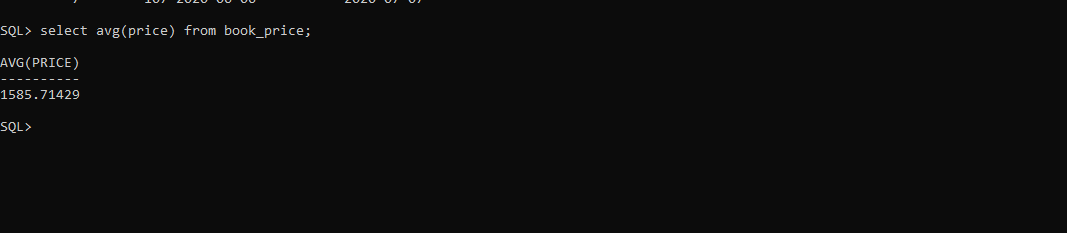 SQL> select avg(price) from book_price;
AVG(PRICE)
----------
1585.71429
SQL>